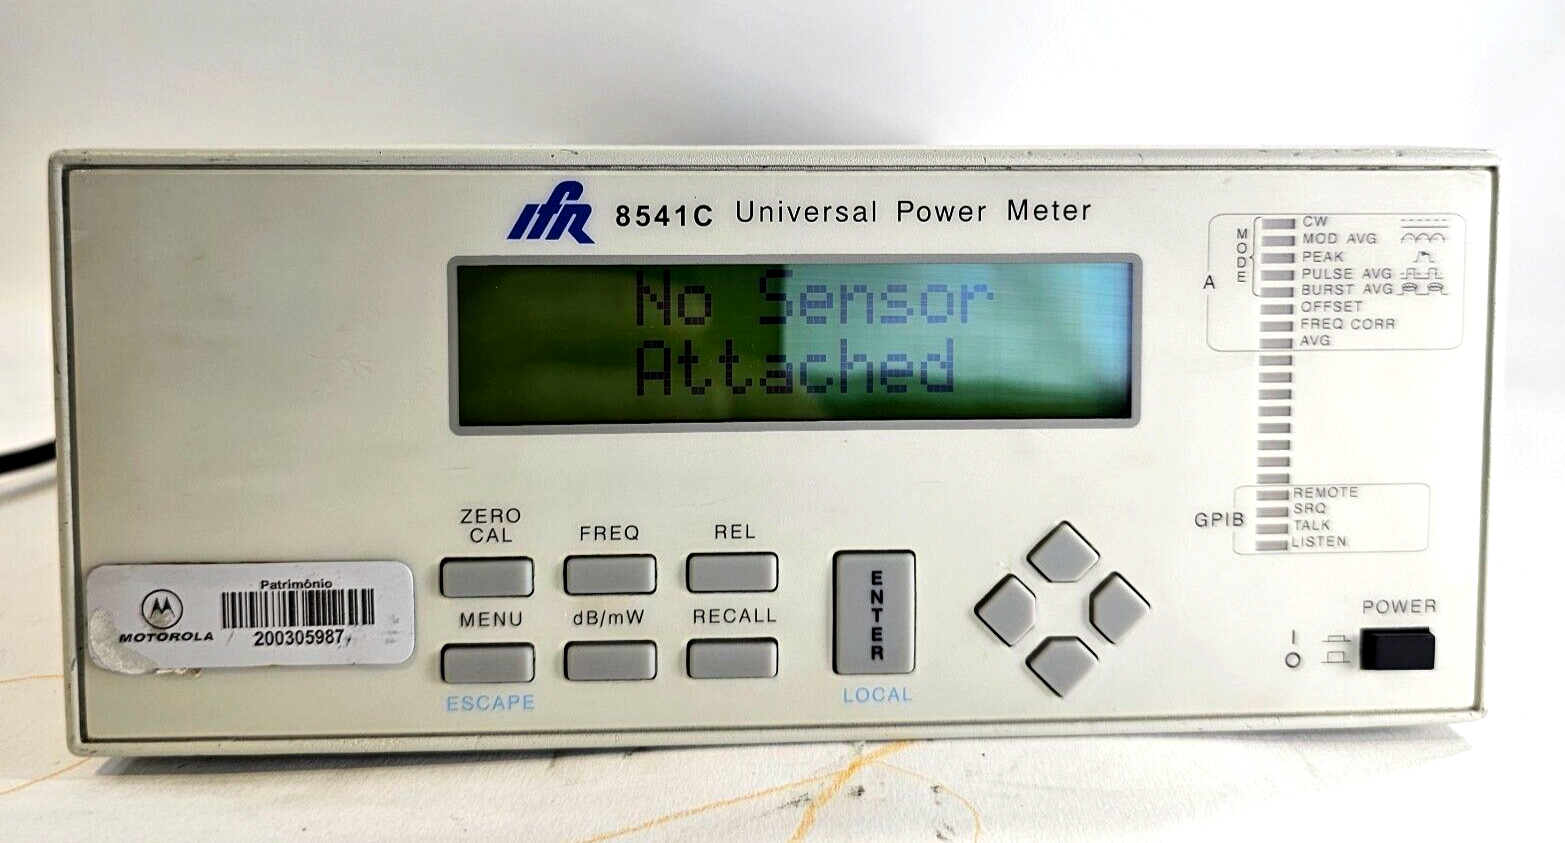 ifr 8541C Universal Power Meter
No Sensor
Attached
A
MODE
CW
MOD AVG
PEAK
PULSE AVG
BURST AVG
OFFSET
FREQ CORR
AVG
GPIB
REMOTE
SRQ
TALK
LISTEN
ZERO
CAL
FREQ
REL
MENU
dB/mW
RECALL
ESCAPE
ENTER
LOCAL
POWER
I
O
Patrimônio
MOTOROLA
200305987